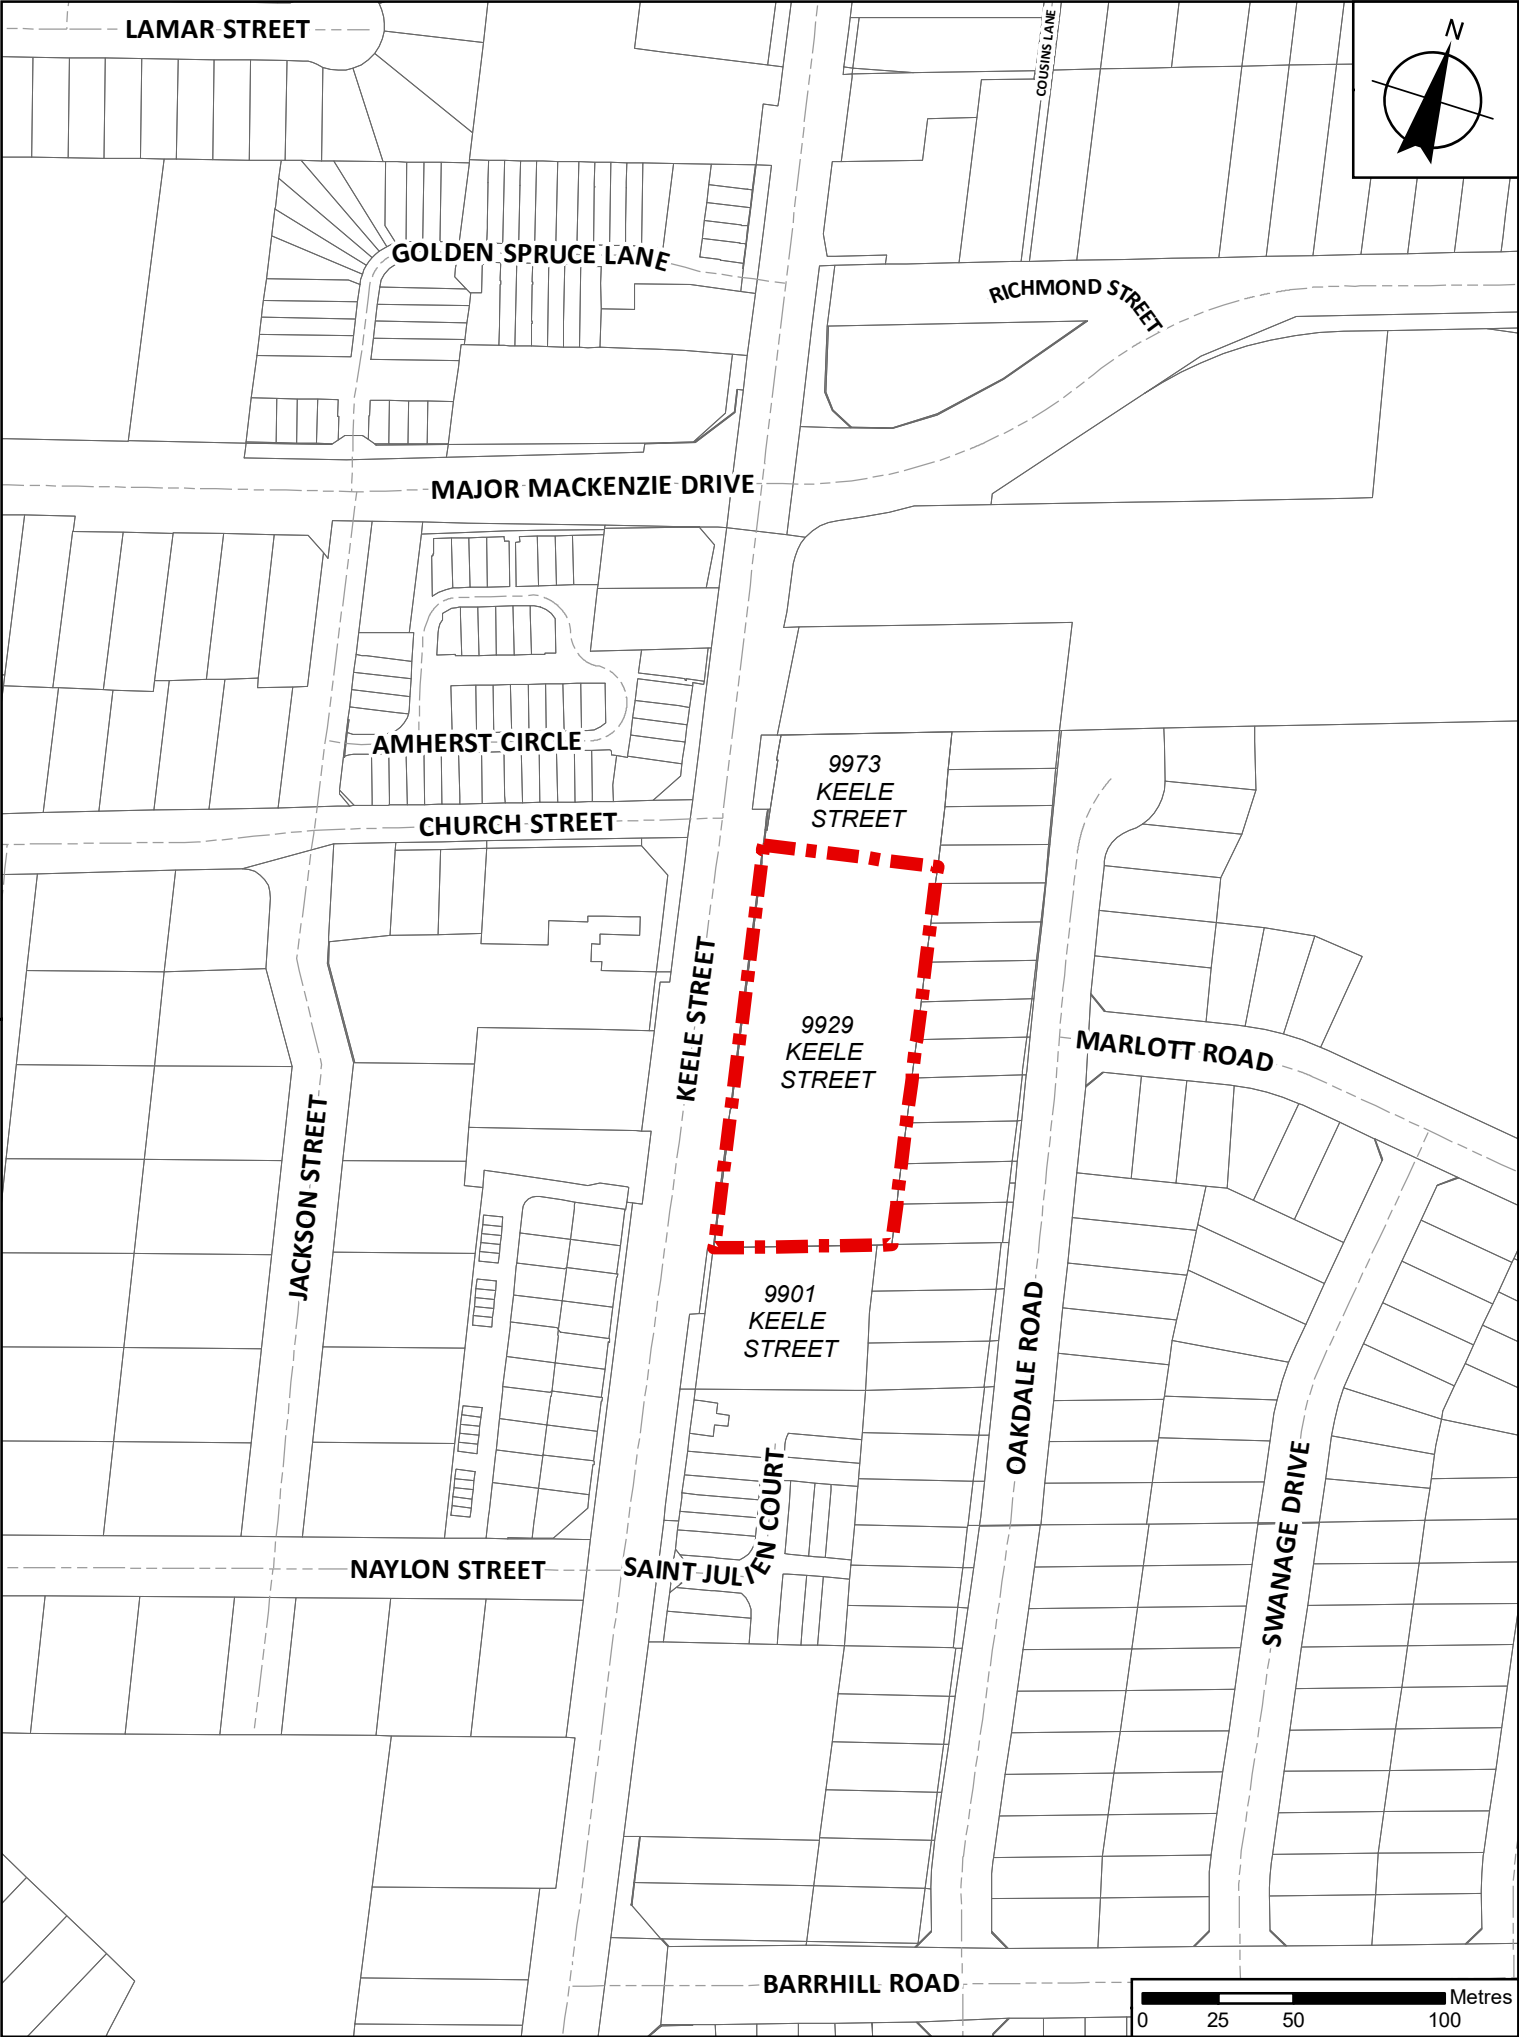 LAMAR STREET
COUSINS LANE
N
GOLDEN SPRUCE LANE
RICHMOND STREET
MAJOR MACKENZIE DRIVE
AMHERST CIRCLE
9973
KEELE
STREET
CHURCH STREET
KEELE STREET
9929
KEELE
STREET
MARLOTT ROAD
JACKSON STREET
9901
KEELE
STREET
OAKDALE ROAD
SWANAGE DRIVE
NAYLON STREET
SAINT JULIEN COURT
BARRHILL ROAD
Metres
0 25 50 100